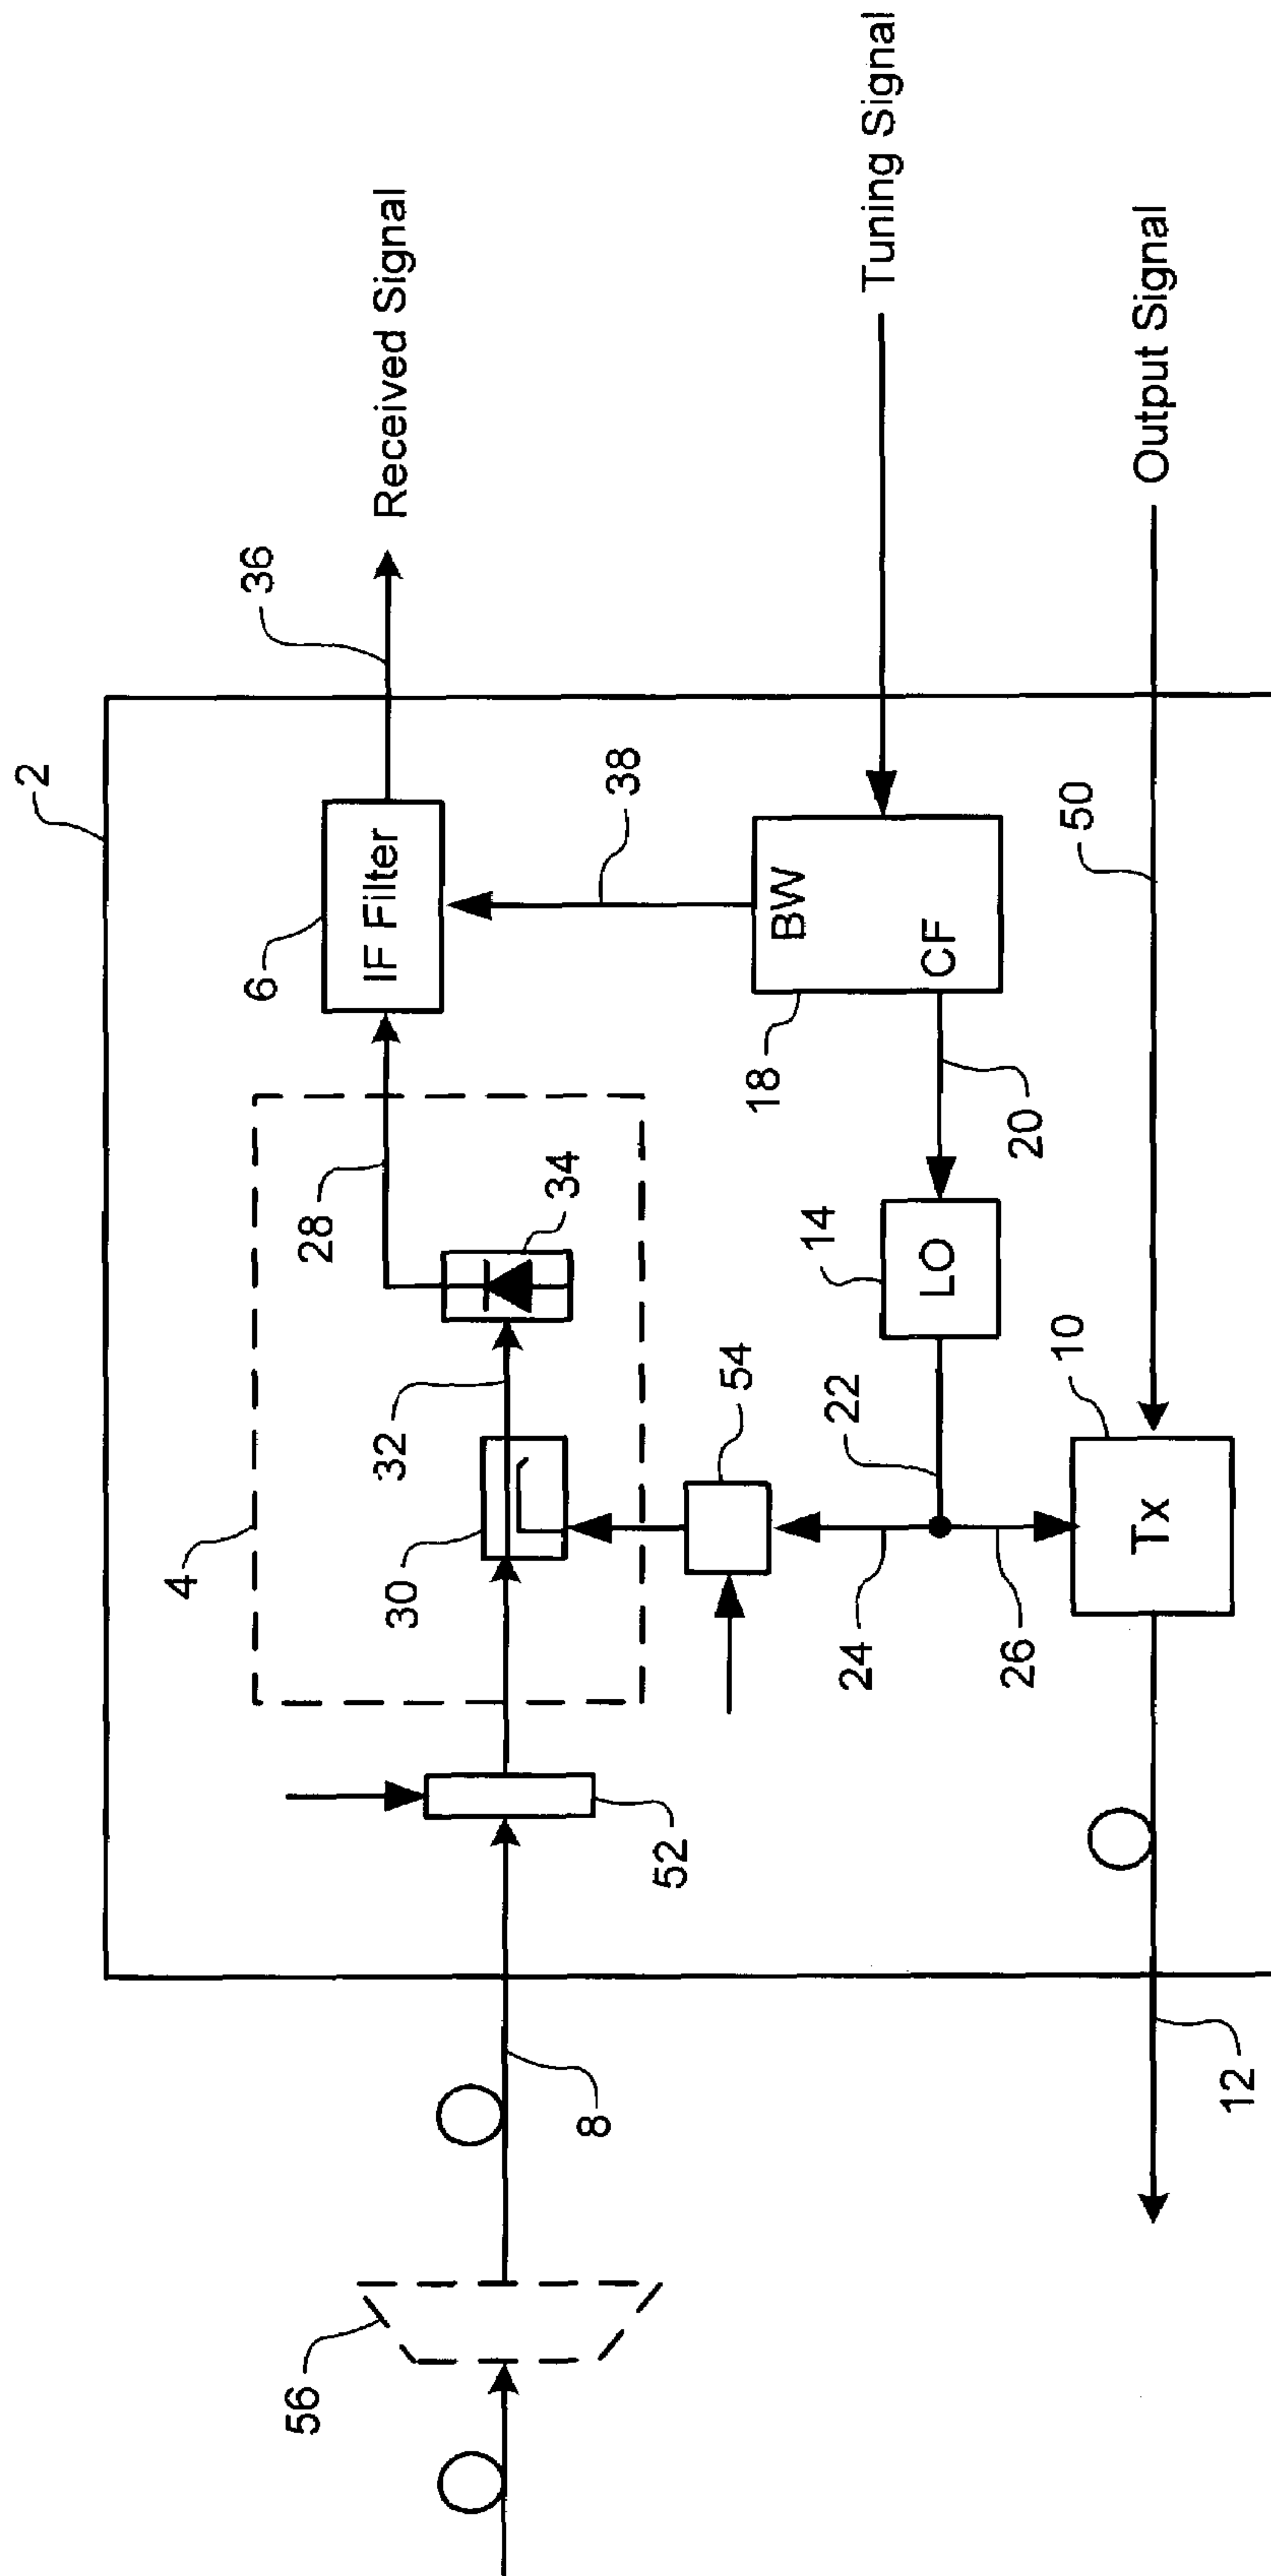 2
36
Received Signal
6
IF Filter
4
28
34
38
32
30
BW
CF
18
Tuning Signal
56
8
52
54
14
LO
20
24
22
26
10
Tx
50
Output Signal
12